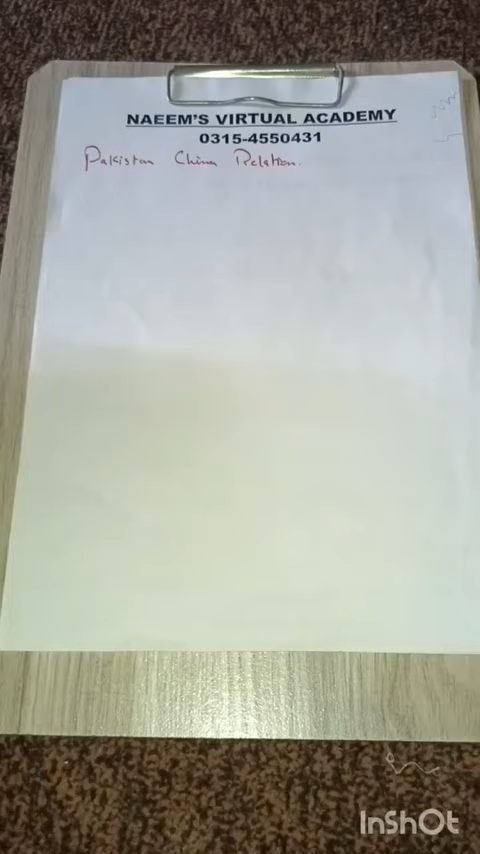 NAEEM'S VIRTUAL ACADEMY
0315-4550431
Pakistan China Relation.
InShOt